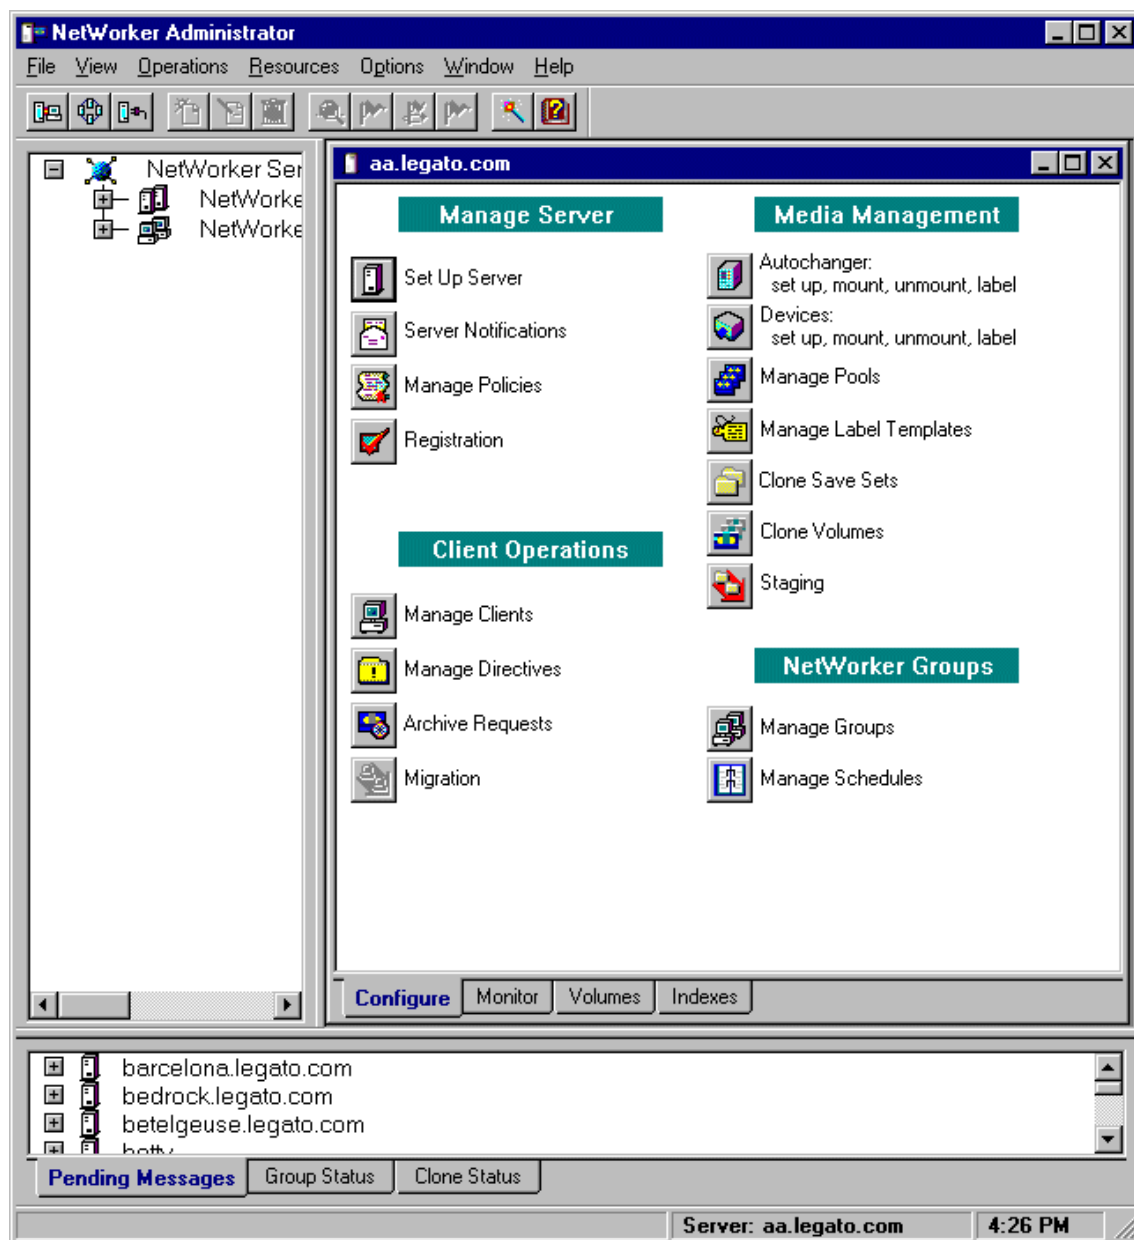 NetWorker Administrator
File View Operations Resources Options Window Help
NetWorker Ser
NetWorke
NetWorke
aa.legato.com
Manage Server
Set Up Server
Server Notifications
Manage Policies
Registration
Client Operations
Manage Clients
Manage Directives
Archive Requests
Migration
Media Management
Autochanger:
set up, mount, unmount, label
Devices:
set up, mount, unmount, label
Manage Pools
Manage Label Templates
Clone Save Sets
Clone Volumes
Staging
NetWorker Groups
Manage Groups
Manage Schedules
Configure Monitor Volumes Indexes
barcelona.legato.com
bedrock.legato.com
betelgeuse.legato.com
Pending Messages Group Status Clone Status
Server: aa.legato.com 4:26 PM